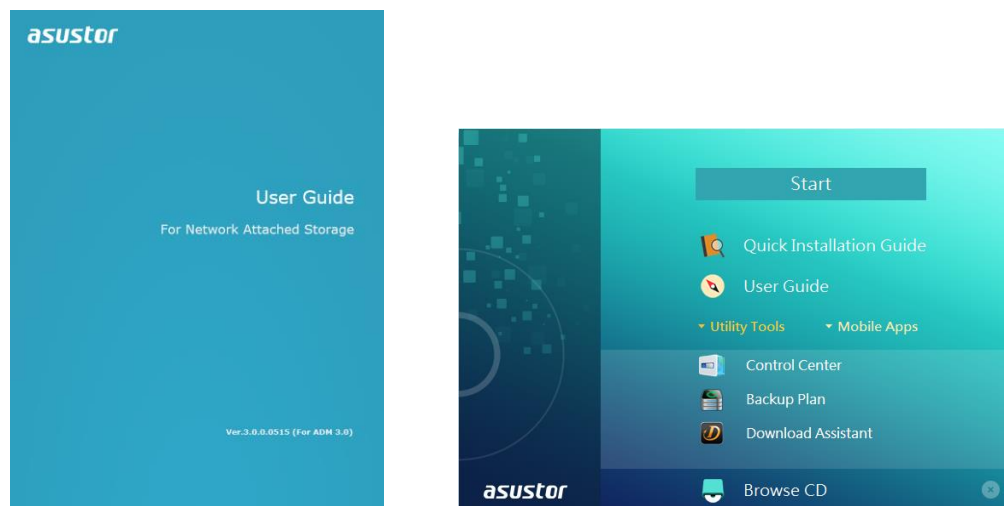 asustor
User Guide
For Network Attached Storage
Ver.3.0.0.0515 (For ADM 3.0)
Start
Quick Installation Guide
User Guide
Utility Tools
Mobile Apps
Control Center
Backup Plan
Download Assistant
Browse CD
asustor